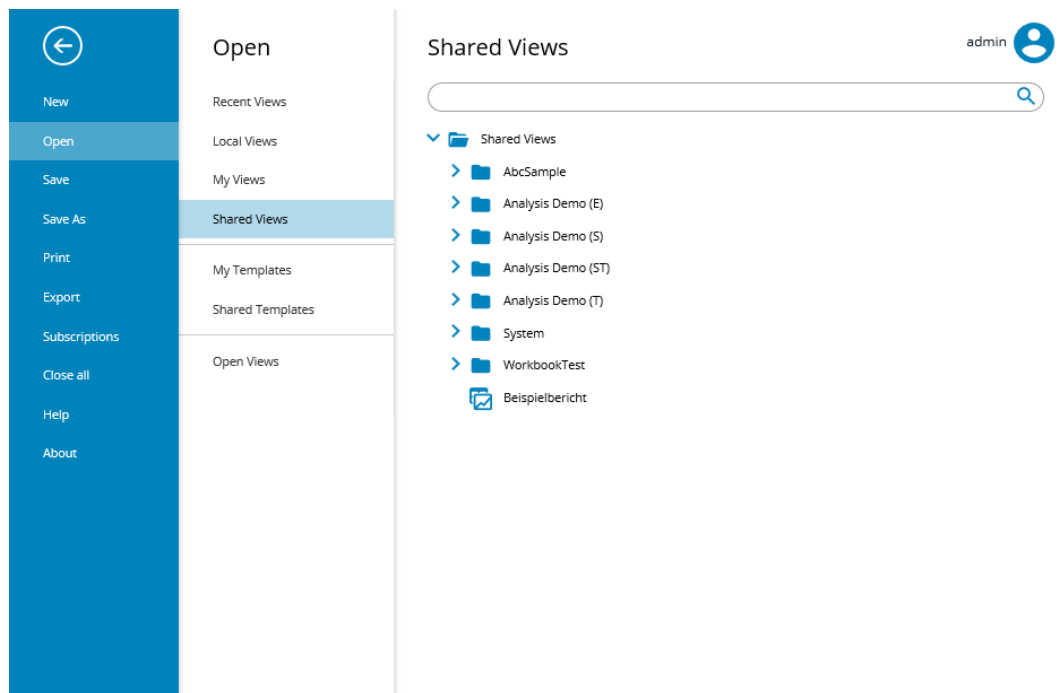 New
Open
Save
Save As
Print
Export
Subscriptions
Close all
Help
About
Open
Recent Views
Local Views
My Views
Shared Views
My Templates
Shared Templates
Open Views
Shared Views
admin
Shared Views
AbcSample
Analysis Demo (E)
Analysis Demo (S)
Analysis Demo (ST)
Analysis Demo (T)
System
WorkbookTest
Beispielbericht